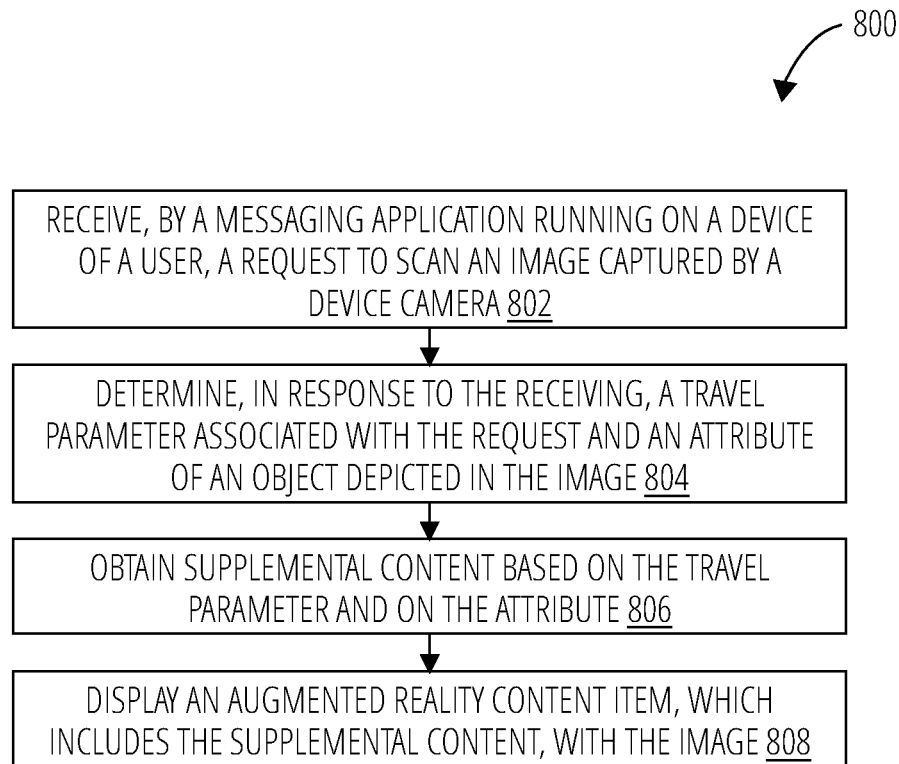 800
RECEIVE, BY A MESSAGING APPLICATION RUNNING ON A DEVICE
OF A USER, A REQUEST TO SCAN AN IMAGE CAPTURED BY A
DEVICE CAMERA 802
DETERMINE, IN RESPONSE TO THE RECEIVING, A TRAVEL
PARAMETER ASSOCIATED WITH THE REQUEST AND AN ATTRIBUTE
OF AN OBJECT DEPICTED IN THE IMAGE 804
OBTAIN SUPPLEMENTAL CONTENT BASED ON THE TRAVEL
PARAMETER AND ON THE ATTRIBUTE 806
DISPLAY AN AUGMENTED REALITY CONTENT ITEM, WHICH
INCLUDES THE SUPPLEMENTAL CONTENT, WITH THE IMAGE 808